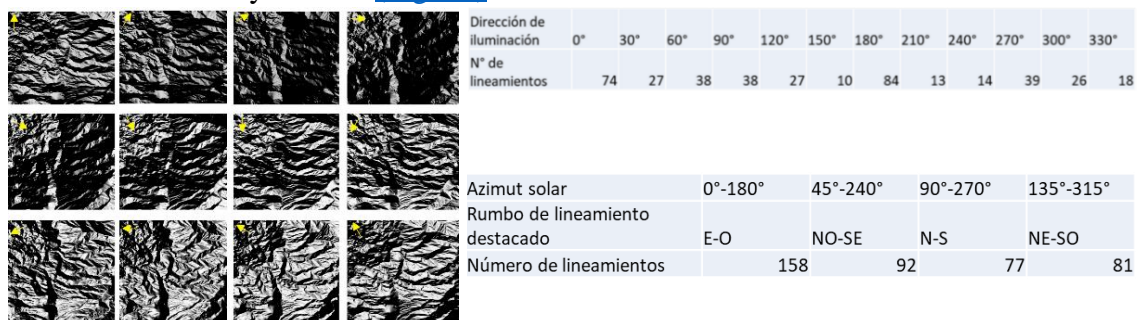 Dirección de
iluminación 0° 30° 60° 90° 120° 150° 180° 210° 240° 270° 300° 330°
N° de
lineamientos 74 27 38 38 27 10 84 13 14 39 26 18
Azimut solar 0°-180° 45°-240° 90°-270° 135°-315°
Rumbo de lineamiento
destacado E-O NO-SE N-S NE-SO
Número de lineamientos 158 92 77 81